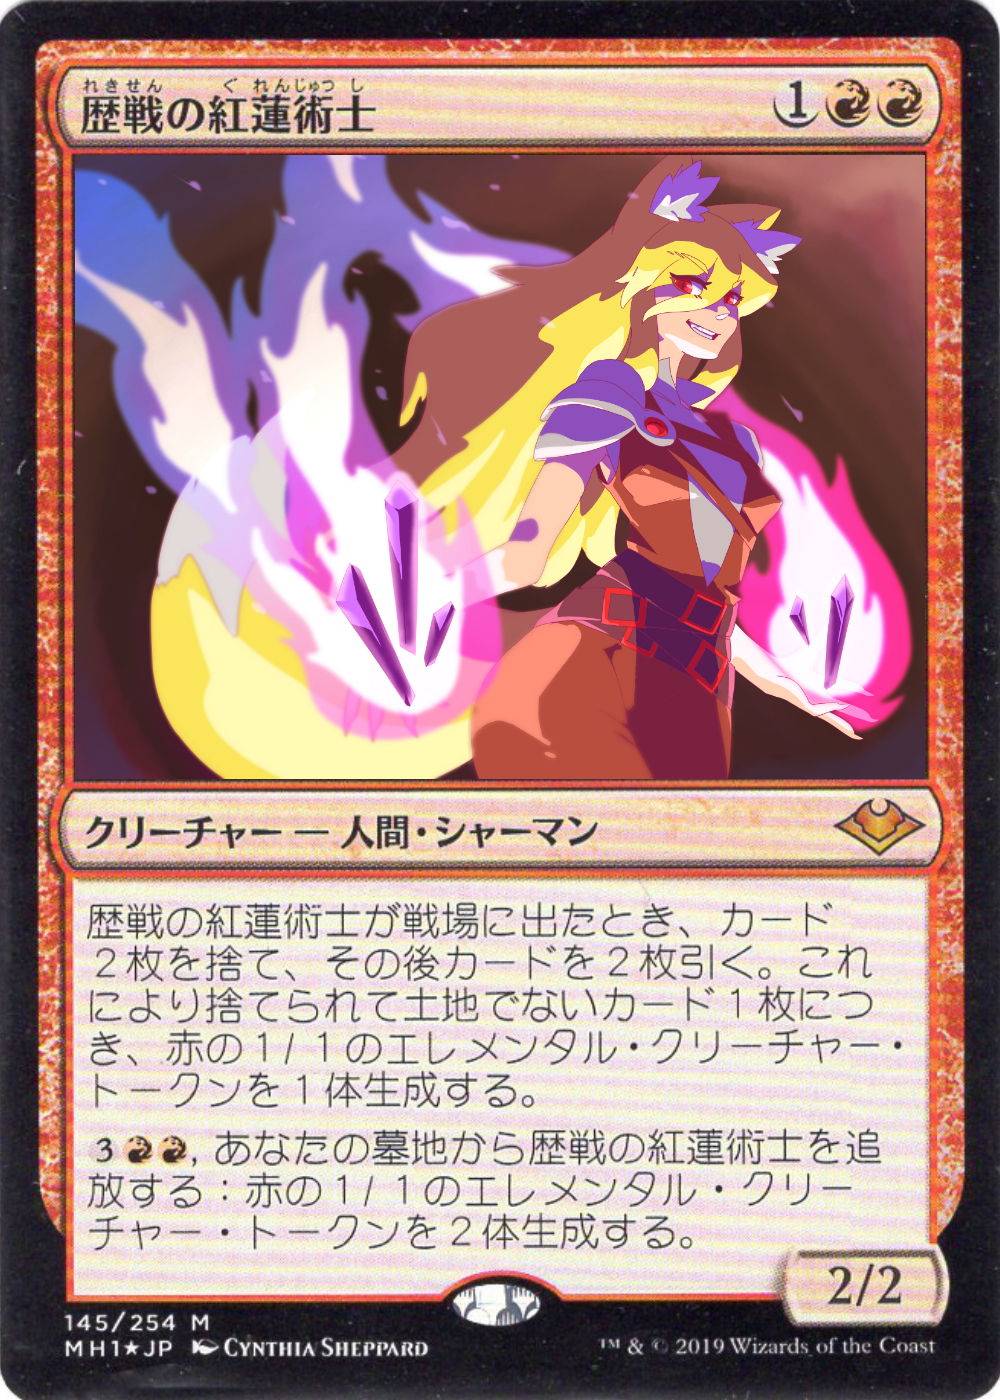 れきせん ぐれんじゅつし
歴戦の紅蓮術士 1
クリーチャー — 人間・シャーマン
歴戦の紅蓮術士が戦場に出たとき、カード
２枚を捨て、その後カードを２枚引く。これ
により捨てられて土地でないカード１枚につ
き、赤の１/１のエレメンタル・クリーチャー・
トークンを１体生成する。
3, あなたの墓地から歴戦の紅蓮術士を追
放する：赤の１/１のエレメンタル・クリー
チャー・トークンを２体生成する。
2/2
145/254 M
MH1★JP CYNTHIA SHEPPARD
™ & © 2019 Wizards of the Coast